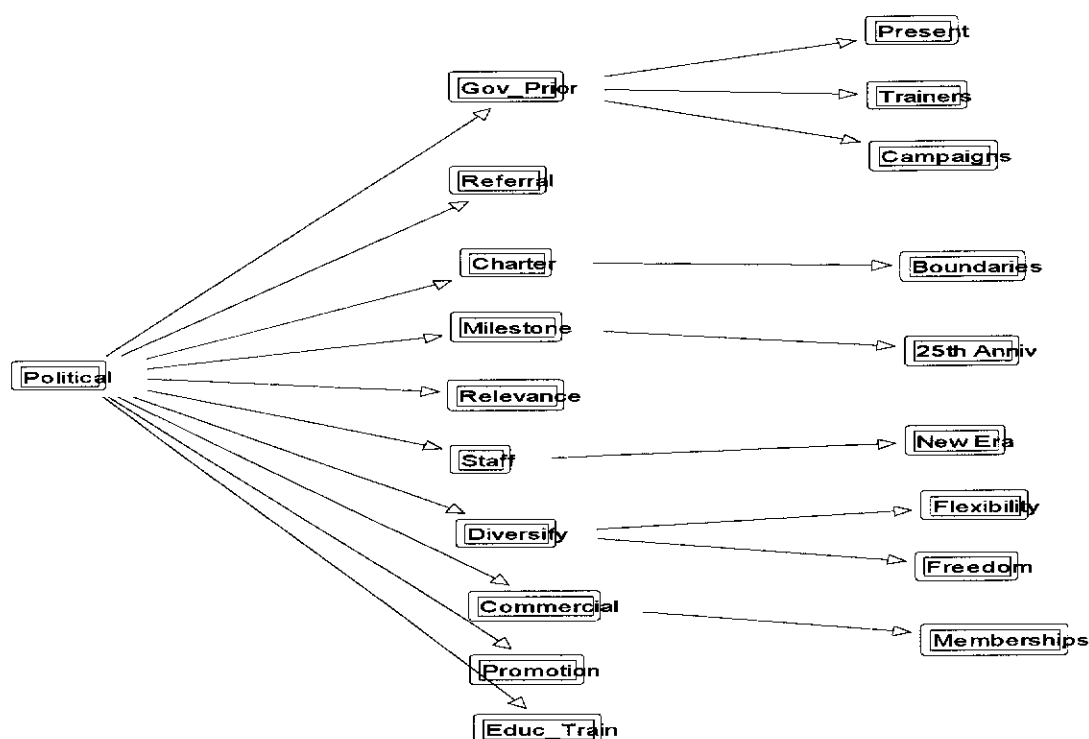 Political
Gov_Prior
Referral
Charter
Milestone
Relevance
Staff
Diversify
Commercial
Promotion
Educ_Train
Present
Trainers
Campaigns
Boundaries
25th Anniv
New Era
Flexibility
Freedom
Memberships